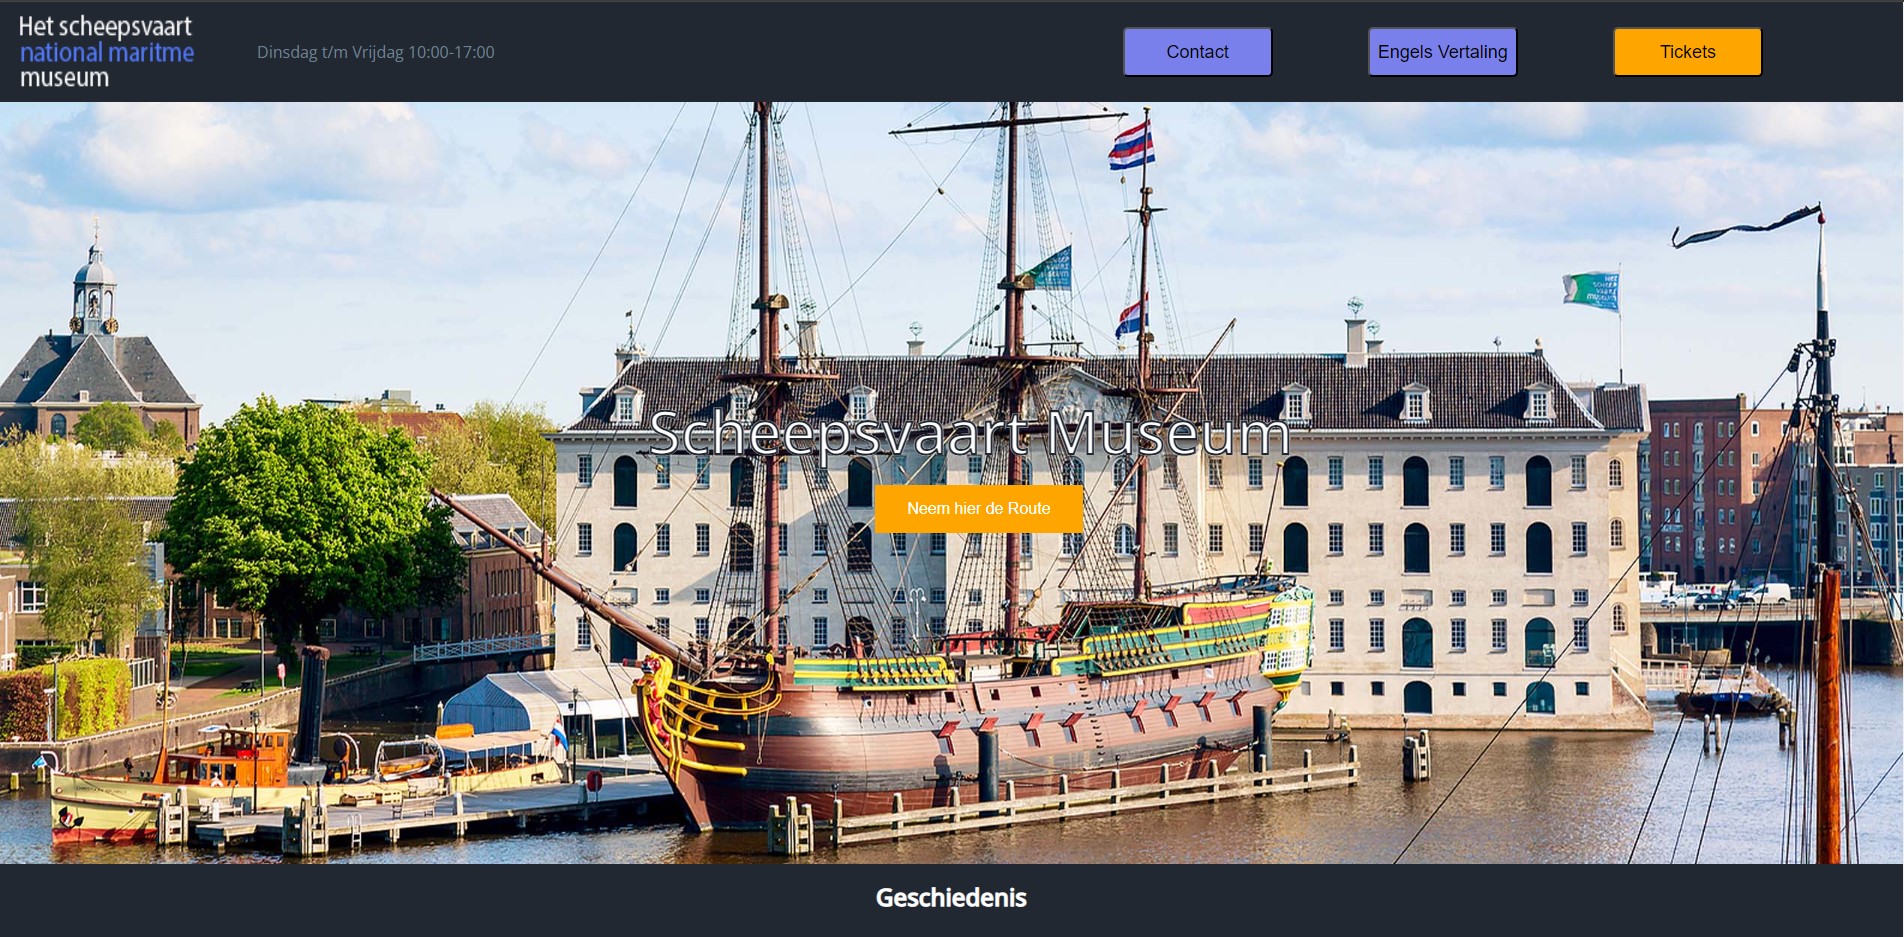 Het scheepsvaart
national maritme
museum
Dinsdag t/m Vrijdag 10:00-17:00
Contact
Engels Vertaling
Tickets
Scheepsvaart Museum
Neem hier de Route
Geschiedenis